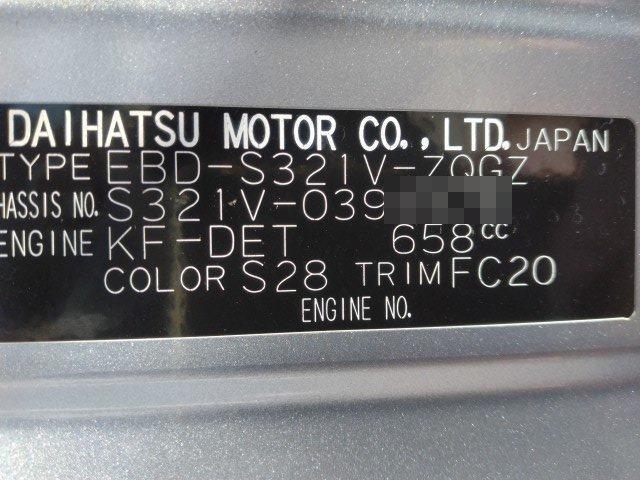 DAIHATSU MOTOR CO., LTD. JAPAN
TYPE EBD-S321V-ZQGZ
CHASSIS NO. S321V-039
ENGINE KF-DET 658cc
COLOR S28 TRIM FC20
ENGINE NO.